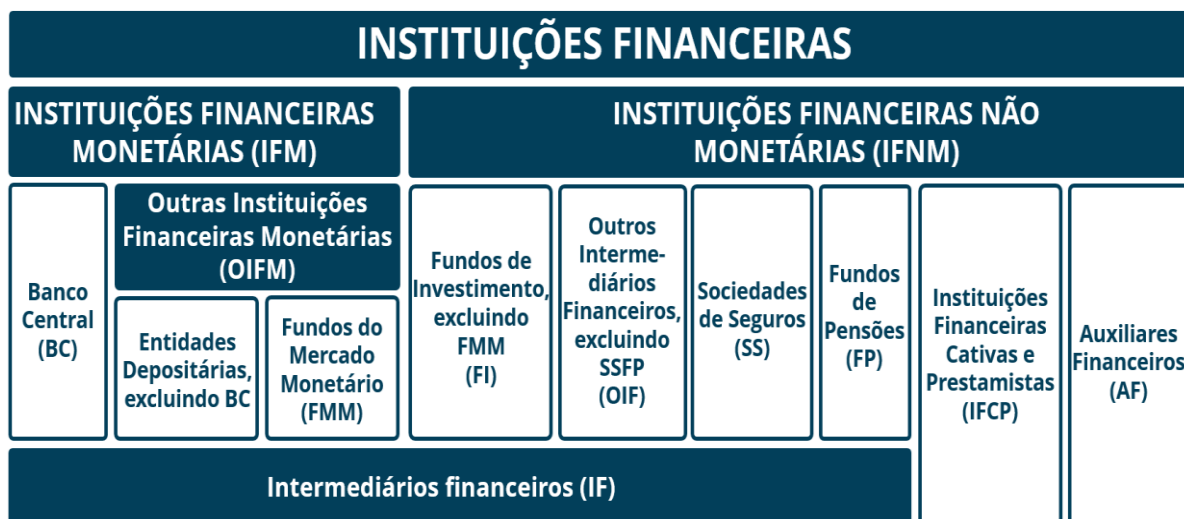 INSTITUIÇÕES FINANCEIRAS
INSTITUIÇÕES FINANCEIRAS
MONETÁRIAS (IFM)
INSTITUIÇÕES FINANCEIRAS NÃO
MONETÁRIAS (IFNM)
Banco
Central
(BC)
Outras Instituições
Financeiras Monetárias
(OIFM)
Entidades
Depositárias,
excluindo BC
Fundos do
Mercado
Monetário
(FMM)
Fundos de
Investimento,
excluindo
FMM
(FI)
Outros
Interme-
diários
Financeiros,
excluindo
SSFP
(OIF)
Sociedades
de Seguros
(SS)
Fundos
de
Pensões
(FP)
Instituições
Financeiras
Cativas e
Prestamistas
(IFCP)
Auxiliares
Financeiros
(AF)
Intermediários financeiros (IF)